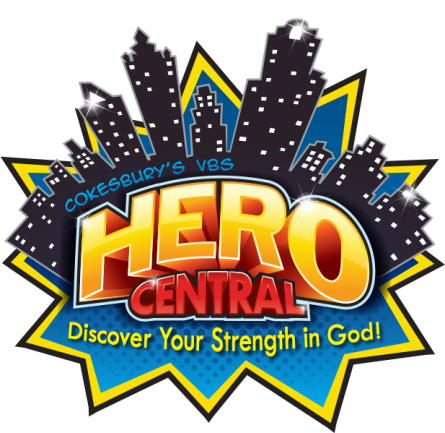 COKESBURY'S VBS
HERO
CENTRAL
Discover Your Strength in God!